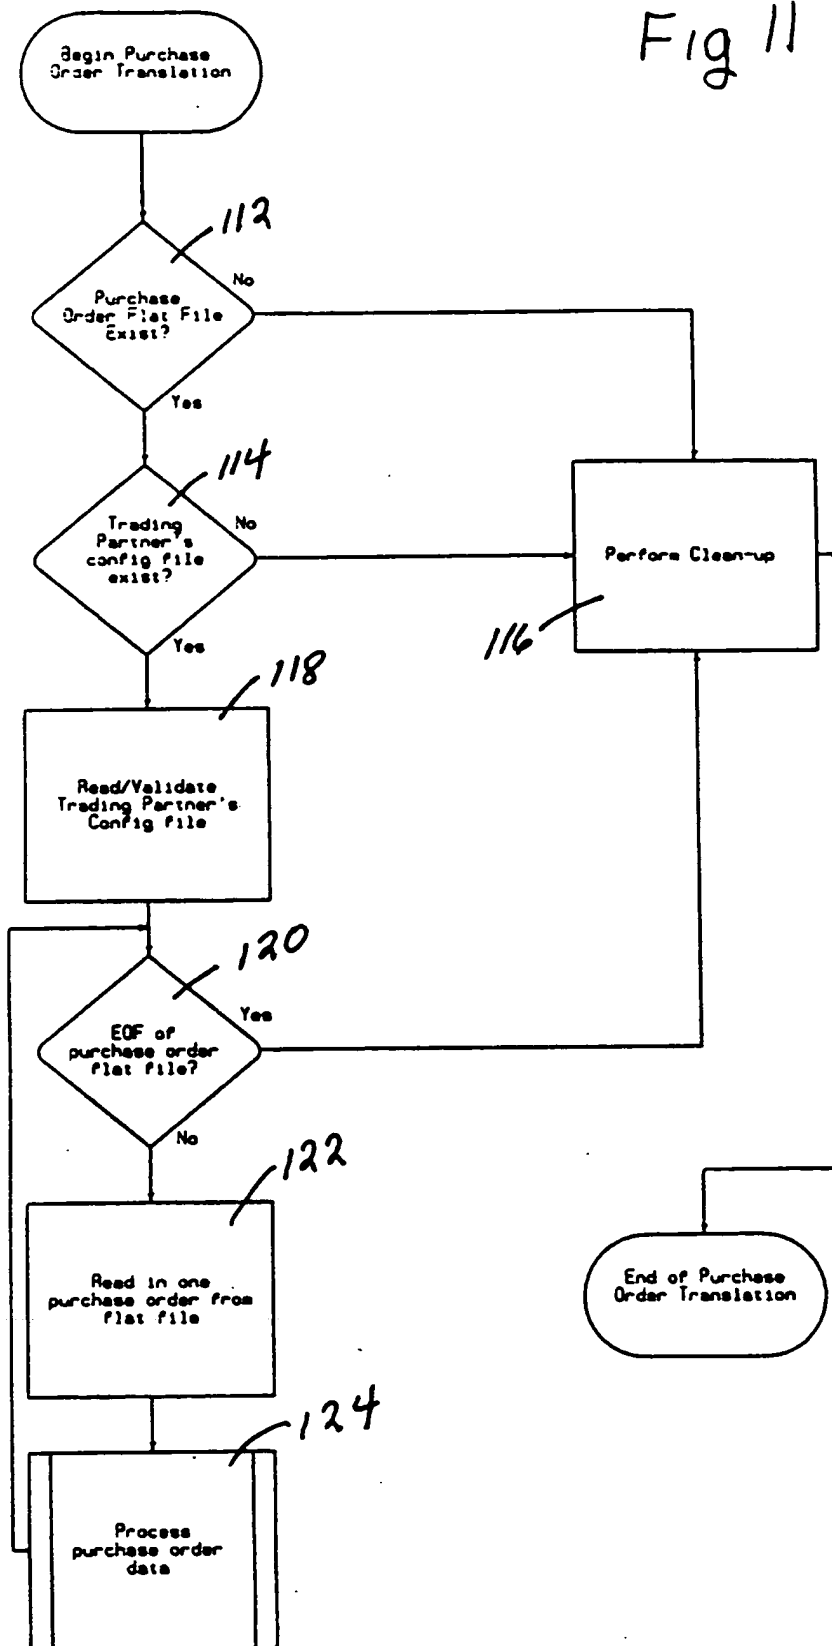 Fig 11
Begin Purchase
Order Translation
112
No
Purchase
Order Flat File
Exist?
Yes
114
No
Trading
Partner's
config file
exist?
Perform Clean-up
116
Yes
118
Read/Validate
Trading Partner's
Config file
120
Yes
EOF of
purchase order
flat file?
No
122
Read in one
purchase order from
flat file
End of Purchase
Order Translation
124
Process
purchase order
data